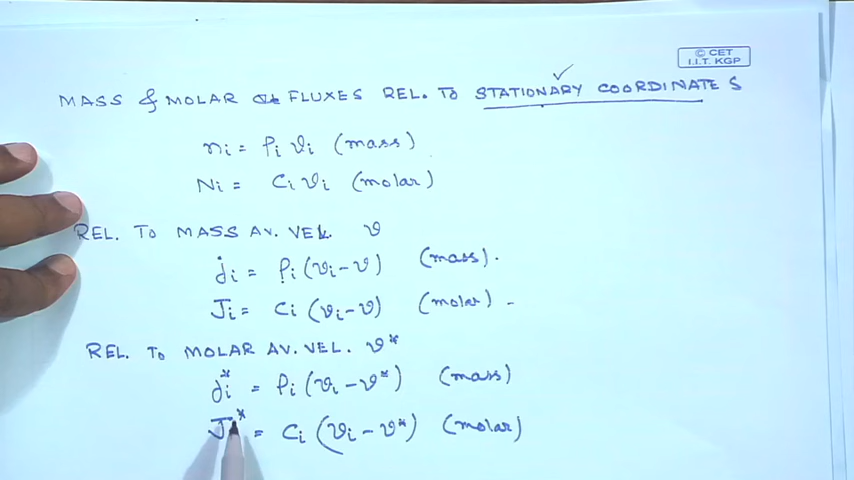 © CET
I.I.T. KGP
MASS & MOLAR FLUXES REL. TO STATIONARY COORDINATES
ni = ρi vi (mass)
Ni = ci vi (molar)
REL. TO MASS AV. VEL. v
ji = ρi (vi - v) (mass).
Ji = ci (vi - v) (molar) -
REL. TO MOLAR AV. VEL. v*
ji* = ρi (vi - v*) (mass)
J* = ci (vi - v*) (molar)